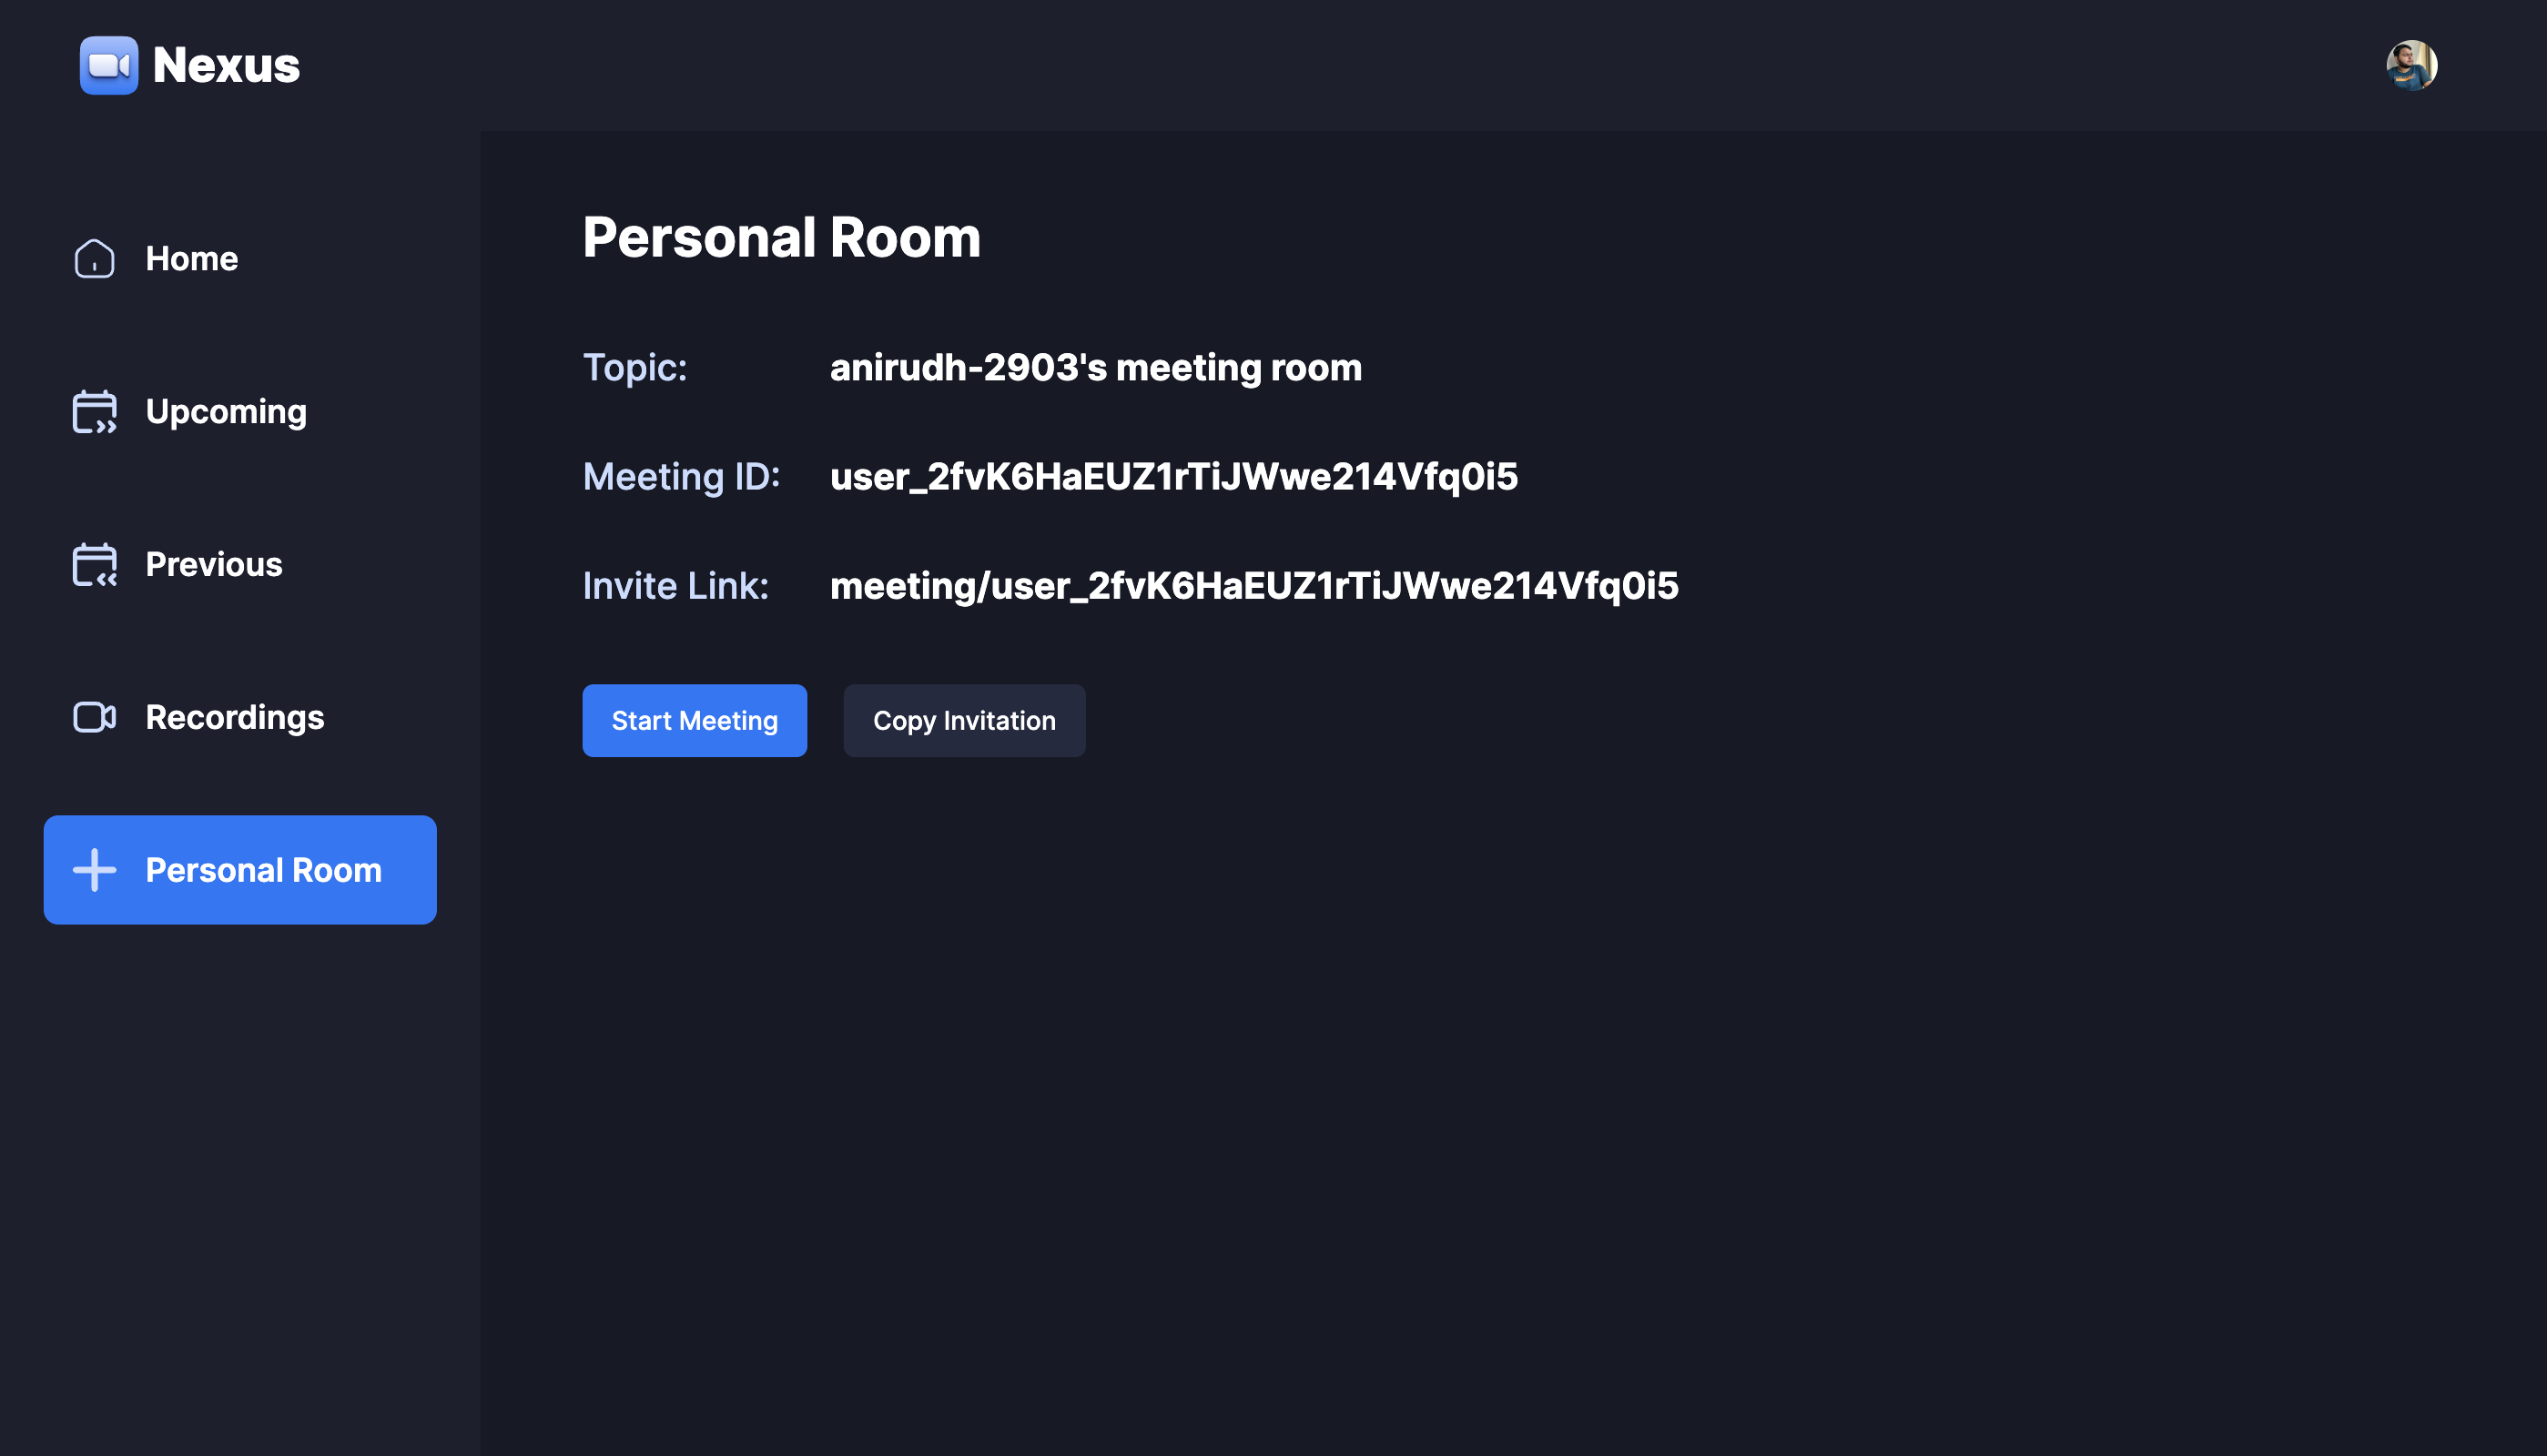 Nexus
Home
Upcoming
Previous
Recordings
Personal Room
Personal Room
Topic: anirudh-2903's meeting room
Meeting ID: user_2fvK6HaEUZ1rTiJWwe214Vfq0i5
Invite Link: meeting/user_2fvK6HaEUZ1rTiJWwe214Vfq0i5
Start Meeting Copy Invitation